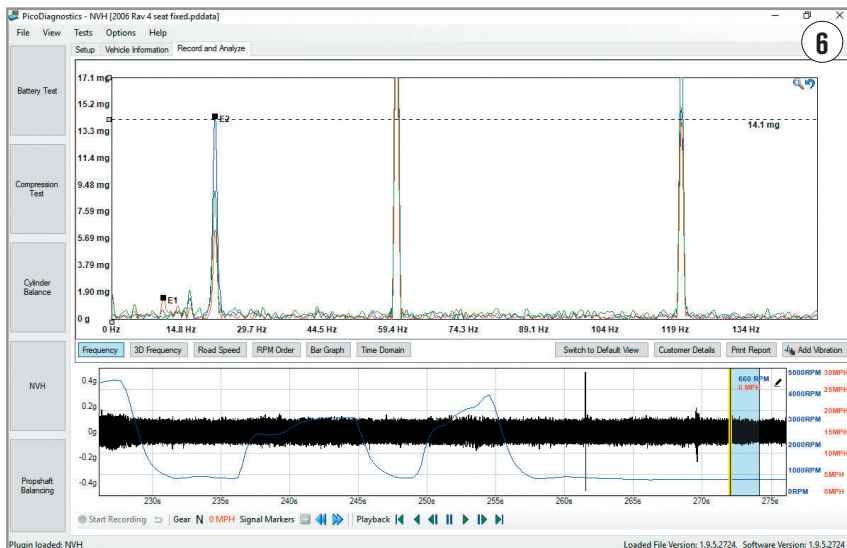 PicoDiagnostics - NVH [2006 Rav 4 seat fixed.pddata]
File View Tests Options Help
6
Setup Vehicle Information Record and Analyze
Battery Test
Compression
Test
Cylinder
Balance
NVH
Propshaft
Balancing
17.1 mg
15.2 mg
13.3 mg
11.4 mg
9.48 mg
7.59 mg
5.69 mg
3.79 mg
1.90 mg
0 g
E2
14.1 mg
E1
0 Hz 14.8 Hz 29.7 Hz 44.5 Hz 59.4 Hz 74.3 Hz 89.1 Hz 104 Hz 119 Hz 134 Hz
Frequency 3D Frequency Road Speed RPM Order Bar Graph Time Domain Switch to Default View Customer Details Print Report Add Vibration
0.4g
0.2g
0g
-0.2g
-0.4g
660 RPM
0 MPH
5000RPM 30MPH
25MPH
4000RPM
20MPH
3000RPM
15MPH
2000RPM
10MPH
1000RPM
5MPH
0RPM 0MPH
230s 235s 240s 245s 250s 255s 260s 265s 270s 275s
Start Recording Gear N 0 MPH Signal Markers Playback
Plugin loaded: NVH Loaded File Version: 1.9.5.2724, Software Version: 1.9.5.2724